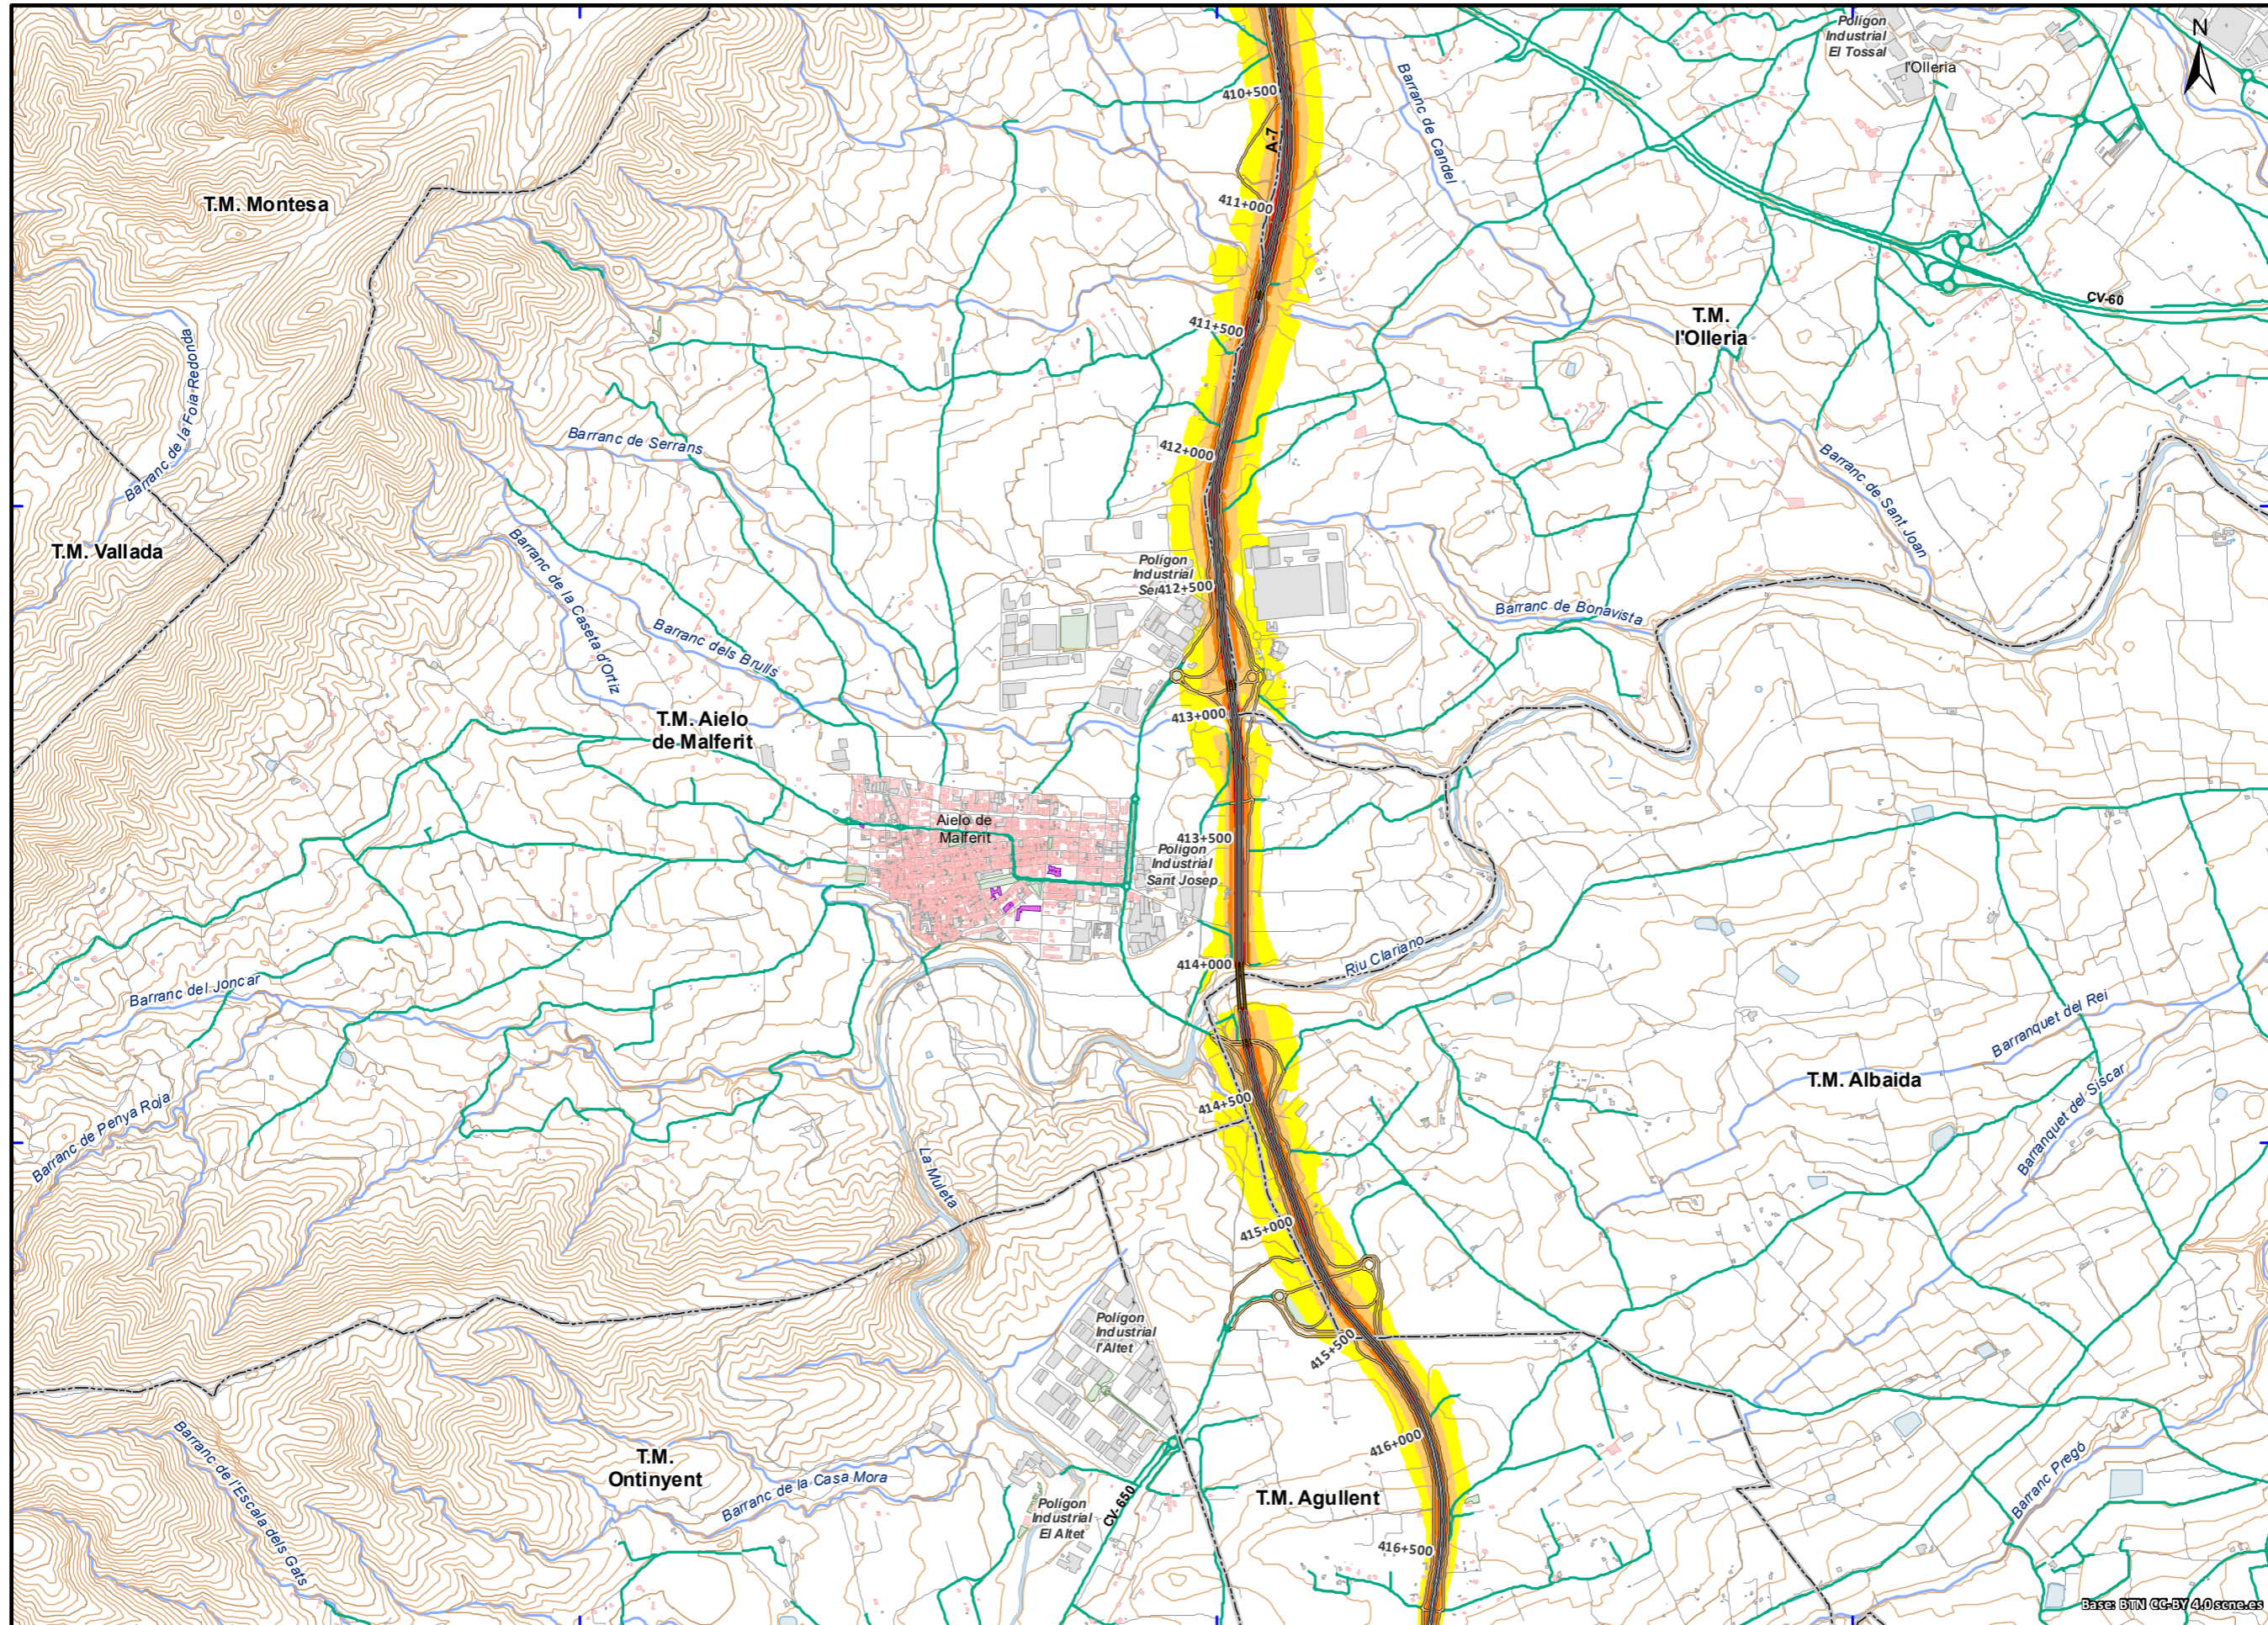 Polígon
Industrial
El Tossal
N
l'Olleria
410+500
A-7
Barranc de Candel
T.M. Montesa
411+000
CV-60
T.M.
l'Olleria
411+500
Barranc de la Foia Redonda
Barranc de Serrans
412+000
Barranc de Sant Joan
T.M. Vallada
Barranc de la Caseta d'Ortiz
Polígon
Industrial
412+500
Barranc de Bonavista
Barranc dels Brulls
T.M. Aielo
de Malferit
413+000
Aielo de
Malferit
413+500
Polígon
Industrial
Sant Josep
Riu Clariano
414+000
Barranc del Joncar
Barranquet del Rei
T.M. Albaida
Barranquet del Siscar
414+500
Barranc de Penya Roja
La Muleta
415+000
Polígon
Industrial
l'Altet
415+500
Barranc de l'Escala dels Gats
416+000
T.M.
Ontinyent
Barranc de la Casa Mora
Barranc Pregó
T.M. Agullent
CV-650
Polígon
Industrial
El Altet
416+500
Base: BTN CC-BY 4.0 scne.es